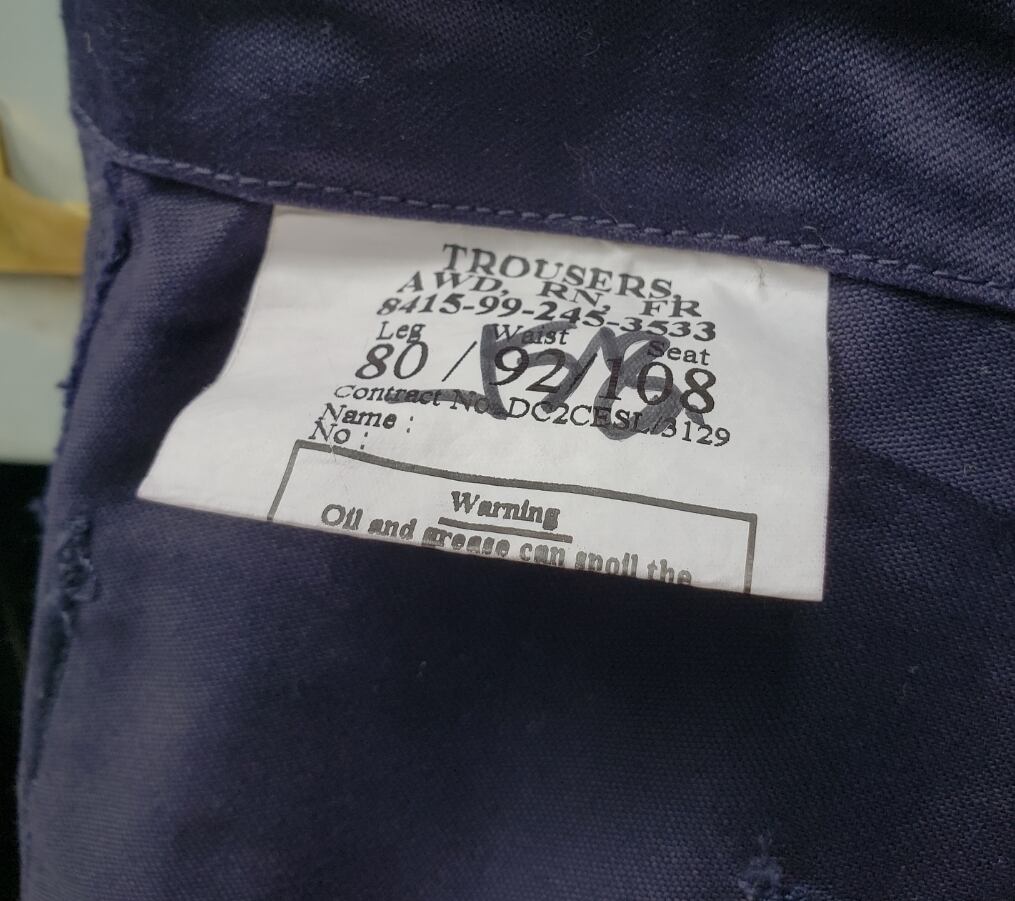 TROUSERS,
AWD, RN, FR
8415-99-245-3533
Leg Waist Seat
80 / 92/108
Contract No. DC2CESL/3129
Name :
No :
Warning
Oil and grease can spoil the